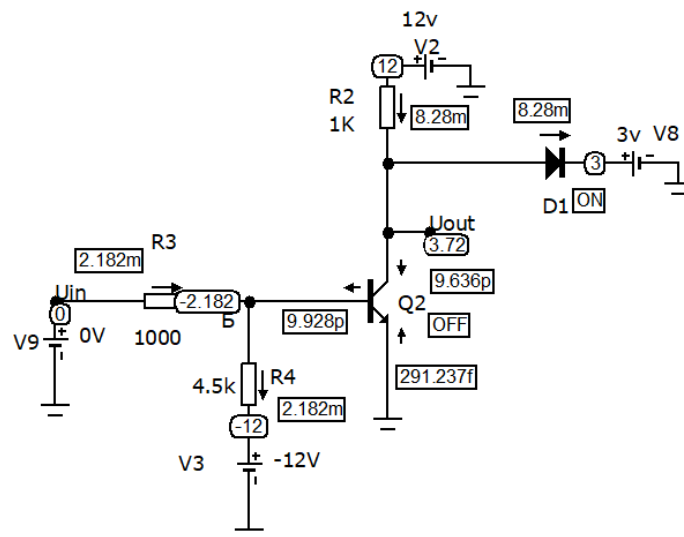 12v
V2
+ -
12
R2
1K
8.28m
8.28m
3v V8
+ -
3
D1
ON
Uout
3.72
R3
2.182m
Uin
0
-2.182
9.636p
Q2
OFF
Б
9.928p
V9
+
-
0V
1000
4.5k
R4
291.237f
2.182m
-12
V3
+
-
-12V